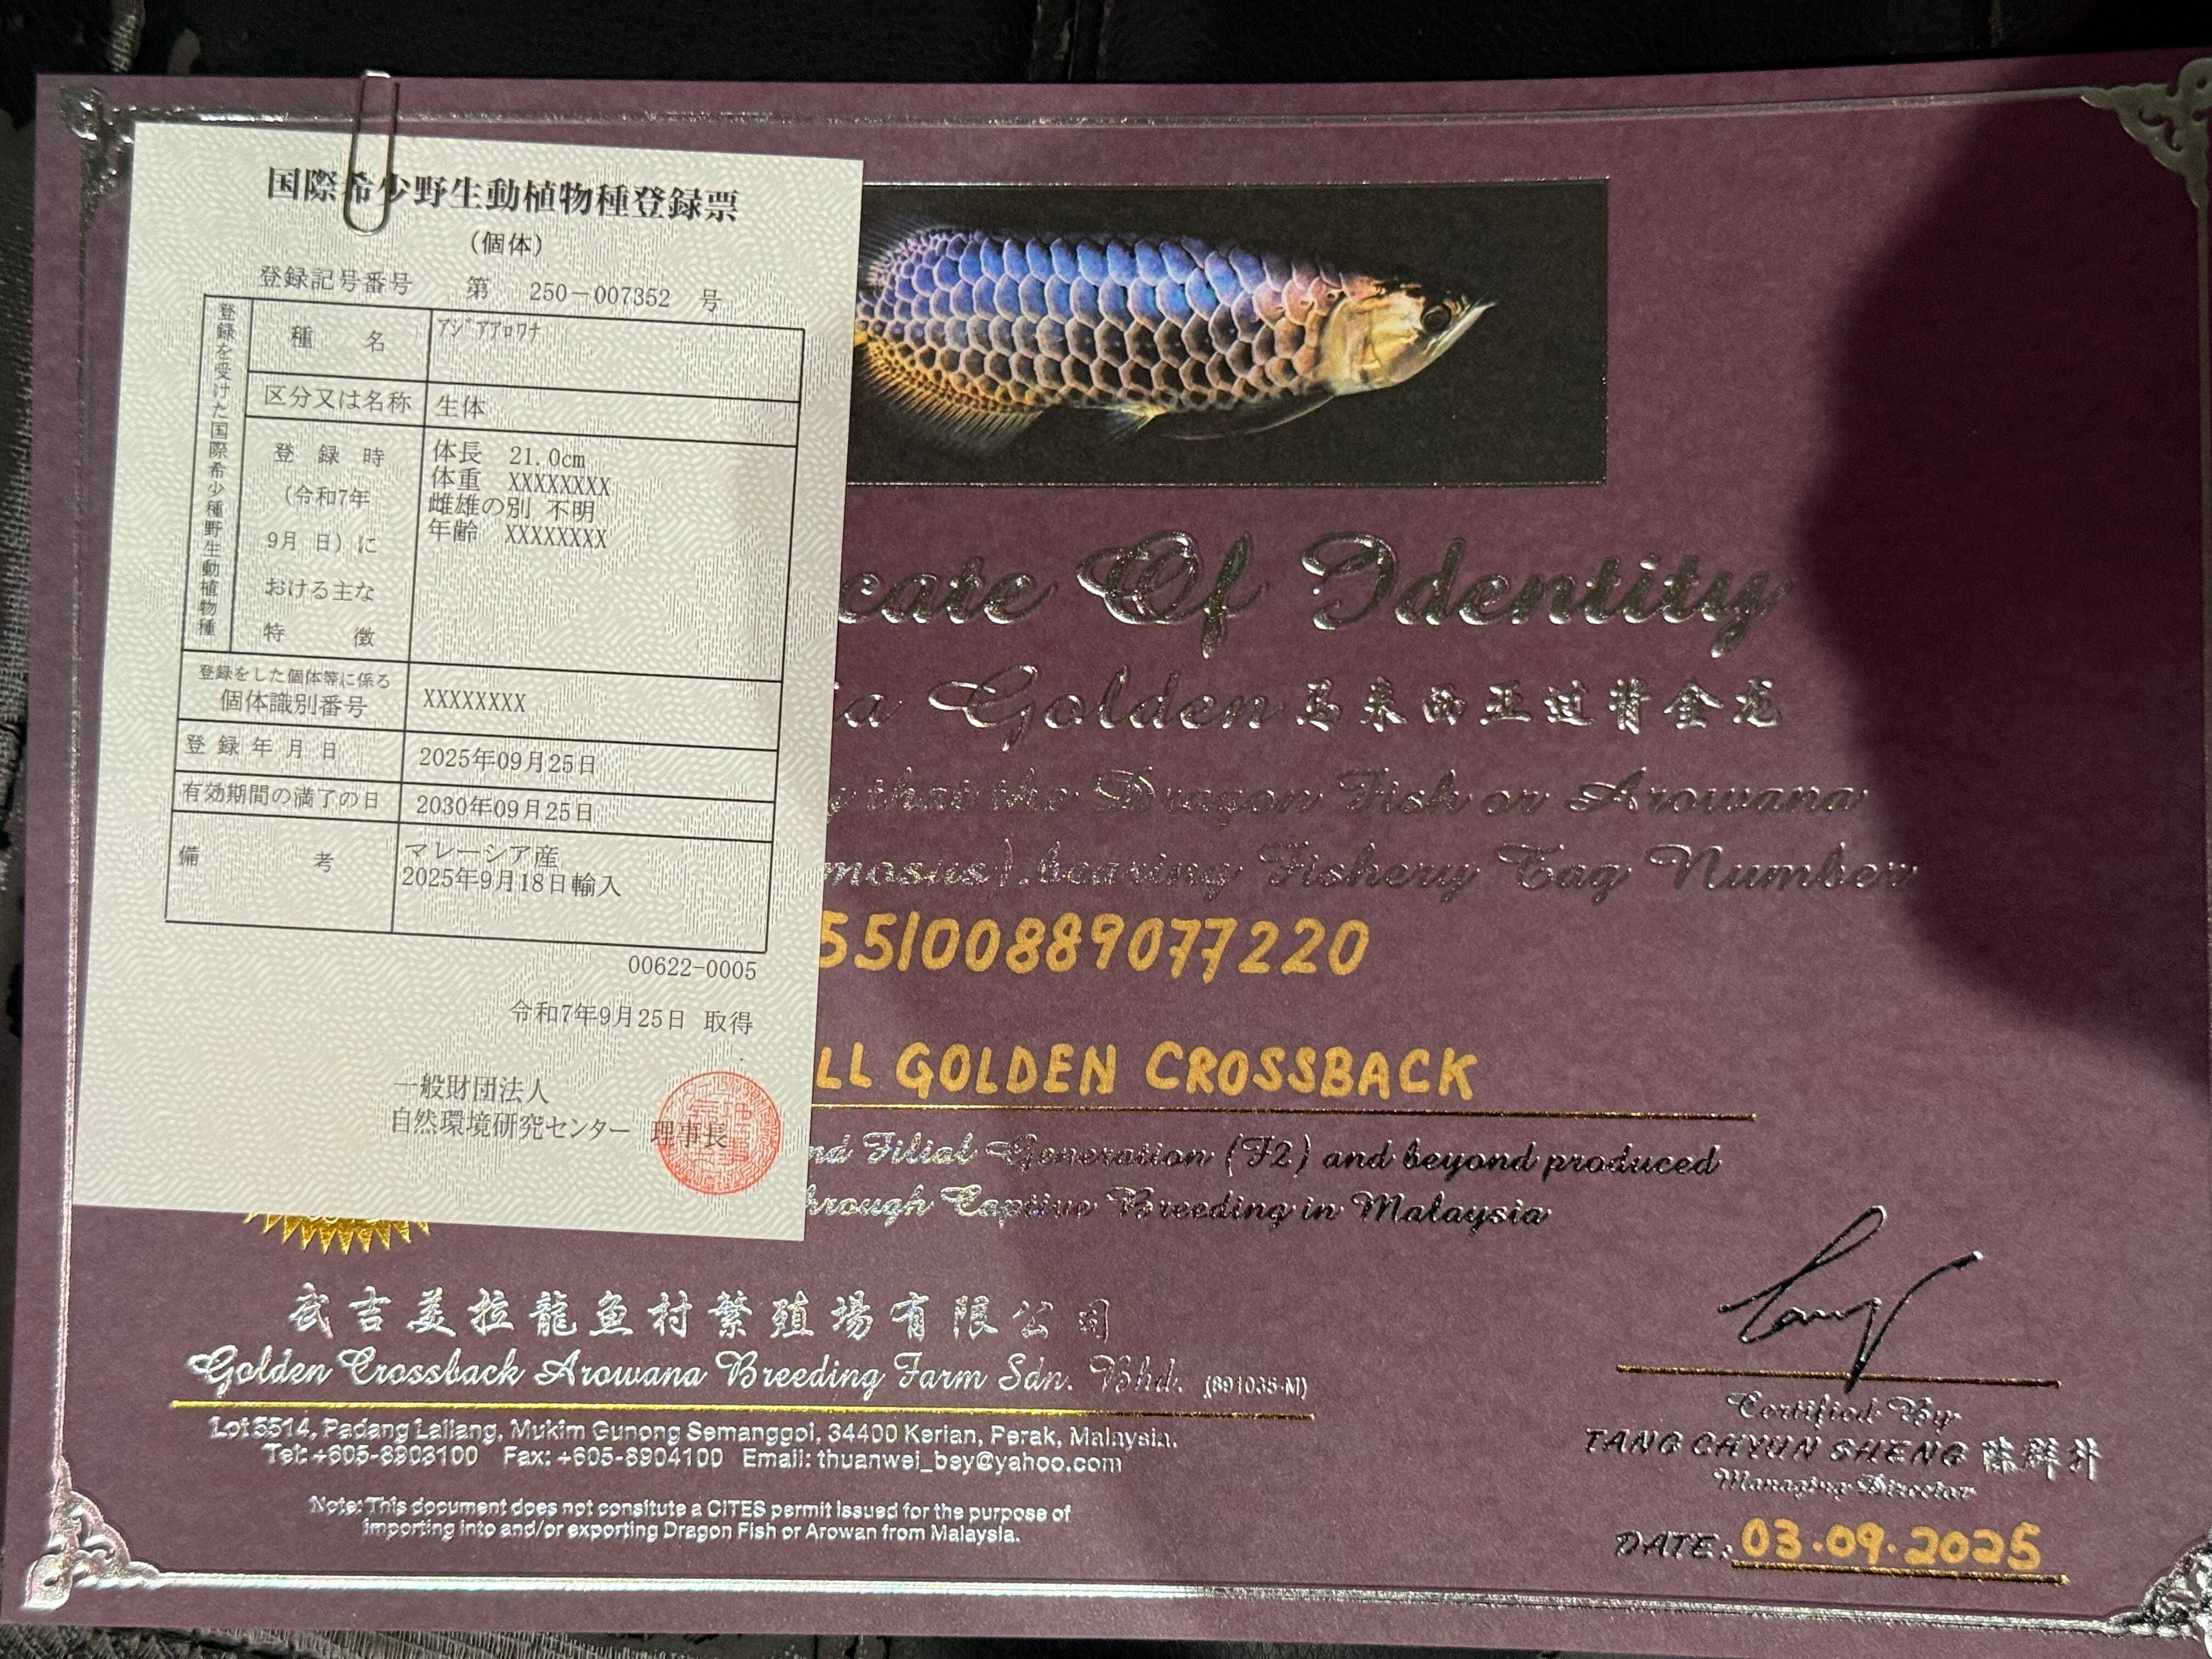 国際希少野生動植物種登録票
(個体)
登録記号番号 第 250-007352 号
登録を受けた国際希少種野生動植物種
種 名 アジアアロワナ
区分又は名称 生体
登 録 時
(令和7年
9月 日)に
おける主な
特 徴
体長 21.0cm
体重 XXXXXXXX
雌雄の別 不明
年齢 XXXXXXXX
登録をした個体等に係る
個体識別番号 XXXXXXXX
登 録 年 月 日 2025年09月25日
有効期間の満了の日 2030年09月25日
備 考 マレーシア産
2025年9月18日輸入
00622-0005
令和7年9月25日 取得
一般財団法人
自然環境研究センター 理事長
cate Of Identity
ia Golden 马来西亚过背金龙
y that the Dragon Fish or Arowana
mosus).bearing Fishery Tag Number
55100889077220
LL GOLDEN CROSSBACK
nd Filial Generation (F2) and beyond produced
hrough Captive Breeding in Malaysia
武吉美拉龍魚村繁殖場有限公司
Golden Crossback Arowana Breeding Farm Sdn. Bhd. (891035-M)
Lot 5514, Padang Lallang, Mukim Gunong Semanggol, 34400 Kerian, Perak, Malaysia.
Tel: +605-8903100 Fax: +605-8904100 Email: thuanwei_bsy@yahoo.com
Note: This document does not consitute a CITES permit issued for the purpose of
importing into and/or exporting Dragon Fish or Arowan from Malaysia.
Tang
Certified By
TANG CHYUN SHENG 陈群升
Managing Director
DATE: 03.09.2025